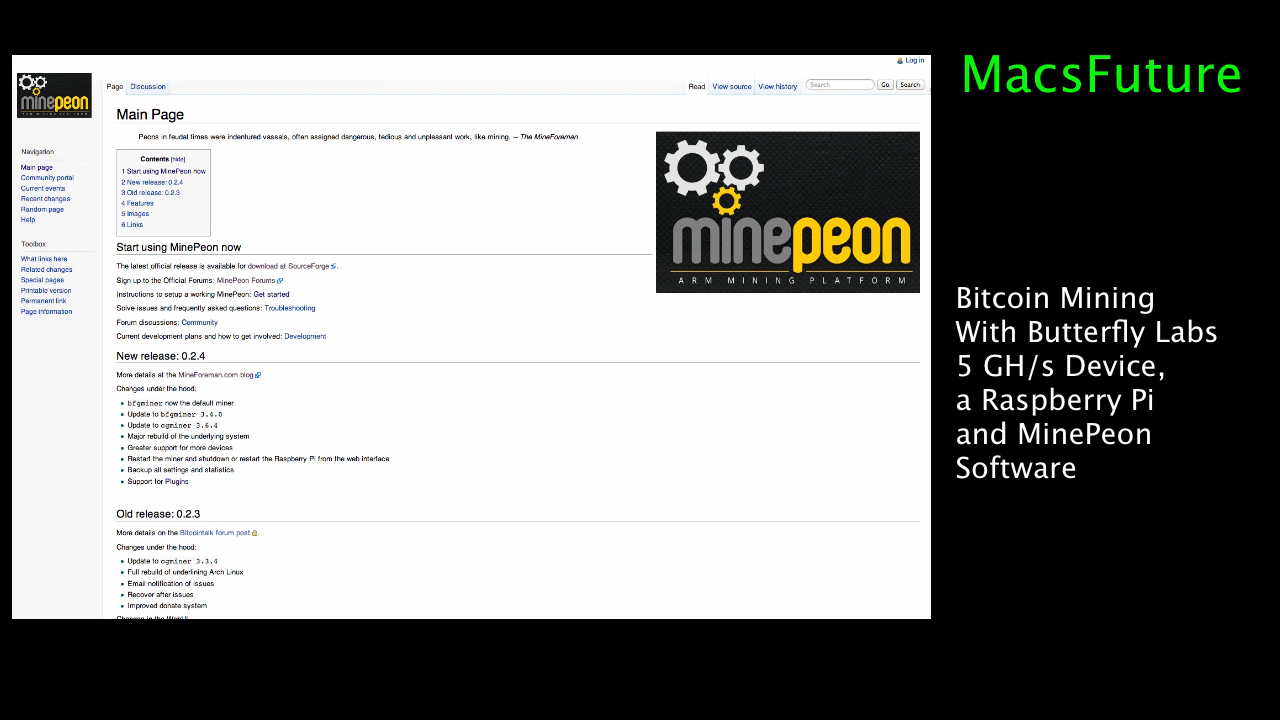 MacsFuture
Log in
minepeon
ARM MINING PLATFORM
Page Discussion Read View source View history Search Go Search
Main Page
Peons in feudal times were indentured vassals, often assigned dangerous, tedious and unpleasant work, like mining. -- The MineForeman
Navigation
Main page
Community portal
Current events
Recent changes
Random page
Help
Toolbox
What links here
Related changes
Special pages
Printable version
Permanent link
Page information
Contents [hide]
1 Start using MinePeon now
2 New release: 0.2.4
3 Old release: 0.2.3
4 Features
5 Images
6 Links
minepeon
ARM MINING PLATFORM
Start using MinePeon now
The latest official release is available for download at SourceForge.
Sign up to the Official Forums: MinePeon Forums
Instructions to setup a working MinePeon: Get started
Solve issues and frequently asked questions: Troubleshooting
Forum discussions: Community
Current development plans and how to get involved: Development
New release: 0.2.4
More details at the MineForeman.com blog
Changes under the hood:
bfgminer now the default miner
Update to bfgminer 3.4.0
Update to cgminer 3.6.4
Major rebuild of the underlying system
Greater support for more devices
Restart the miner and shutdown or restart the Raspberry Pi from the web interface
Backup all settings and statistics
Support for Plugins
Old release: 0.2.3
More details on the Bitcointalk forum post.
Changes under the hood:
Update to cgminer 3.3.4
Full rebuild of underlining Arch Linux
Email notification of issues
Recover after issues
Improved donate system
Changes in the WebUI
Bitcoin Mining
With Butterfly Labs
5 GH/s Device,
a Raspberry Pi
and MinePeon
Software